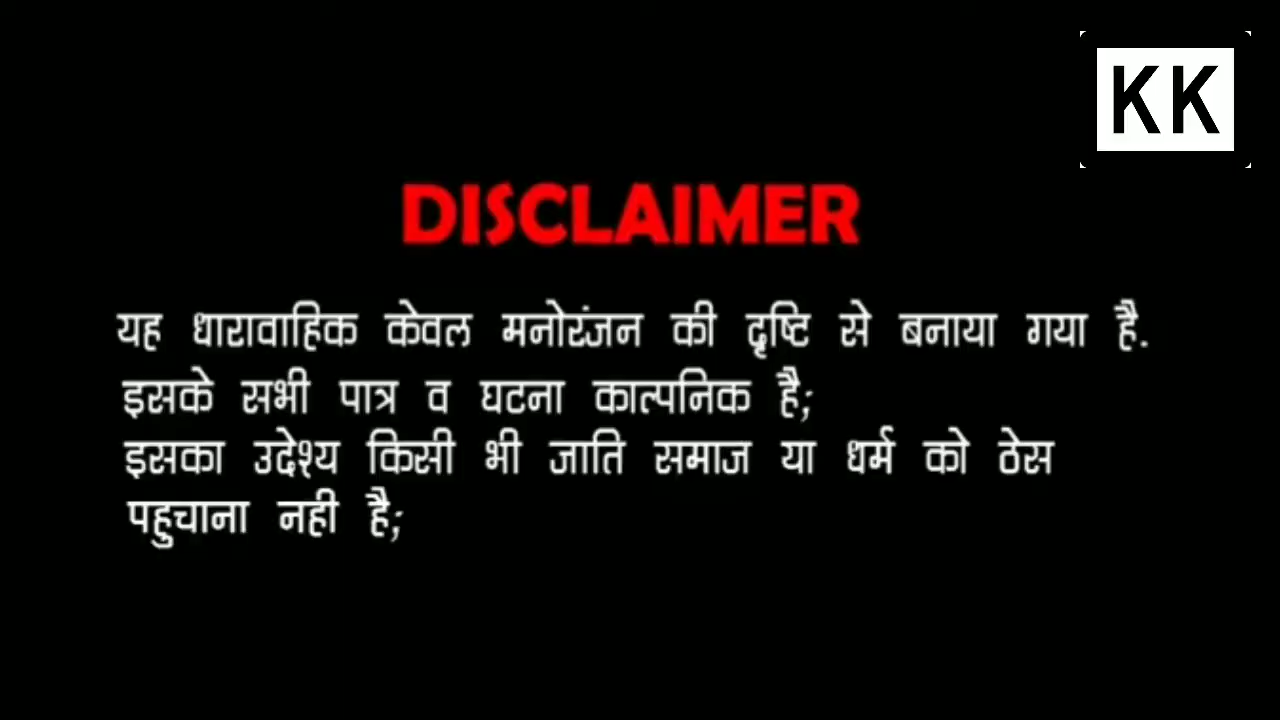 KK
DISCLAIMER
यह धारावाहिक केवल मनोरंजन की दृष्टि से बनाया गया है.
इसके सभी पात्र व घटना काल्पनिक है;
इसका उदेश्य किसी भी जाति समाज या धर्म को ठेस
पहुचाना नही है;